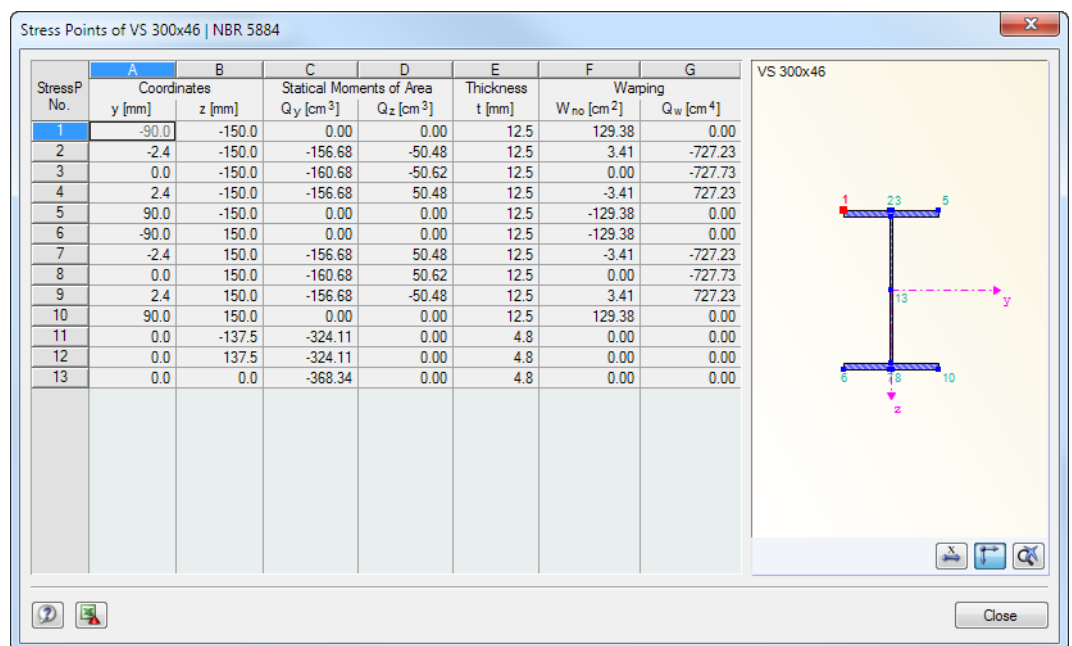 Stress Points of VS 300x46 | NBR 5884
A B C D E F G
StressP Coordinates Statical Moments of Area Thickness Warping
No. y [mm] z [mm] Q y [cm 3] Q z [cm 3] t [mm] W no [cm 2] Q w [cm 4]
1 -90.0 -150.0 0.00 0.00 12.5 129.38 0.00
2 -2.4 -150.0 -156.68 -50.48 12.5 3.41 -727.23
3 0.0 -150.0 -160.68 -50.62 12.5 0.00 -727.73
4 2.4 -150.0 -156.68 50.48 12.5 -3.41 727.23
5 90.0 -150.0 0.00 0.00 12.5 -129.38 0.00
6 -90.0 150.0 0.00 0.00 12.5 -129.38 0.00
7 -2.4 150.0 -156.68 50.48 12.5 -3.41 -727.23
8 0.0 150.0 -160.68 50.62 12.5 0.00 -727.73
9 2.4 150.0 -156.68 -50.48 12.5 3.41 727.23
10 90.0 150.0 0.00 0.00 12.5 129.38 0.00
11 0.0 -137.5 -324.11 0.00 4.8 0.00 0.00
12 0.0 137.5 -324.11 0.00 4.8 0.00 0.00
13 0.0 0.0 -368.34 0.00 4.8 0.00 0.00
VS 300x46
1 23 5
13 y
6 78 10
z
x
Close